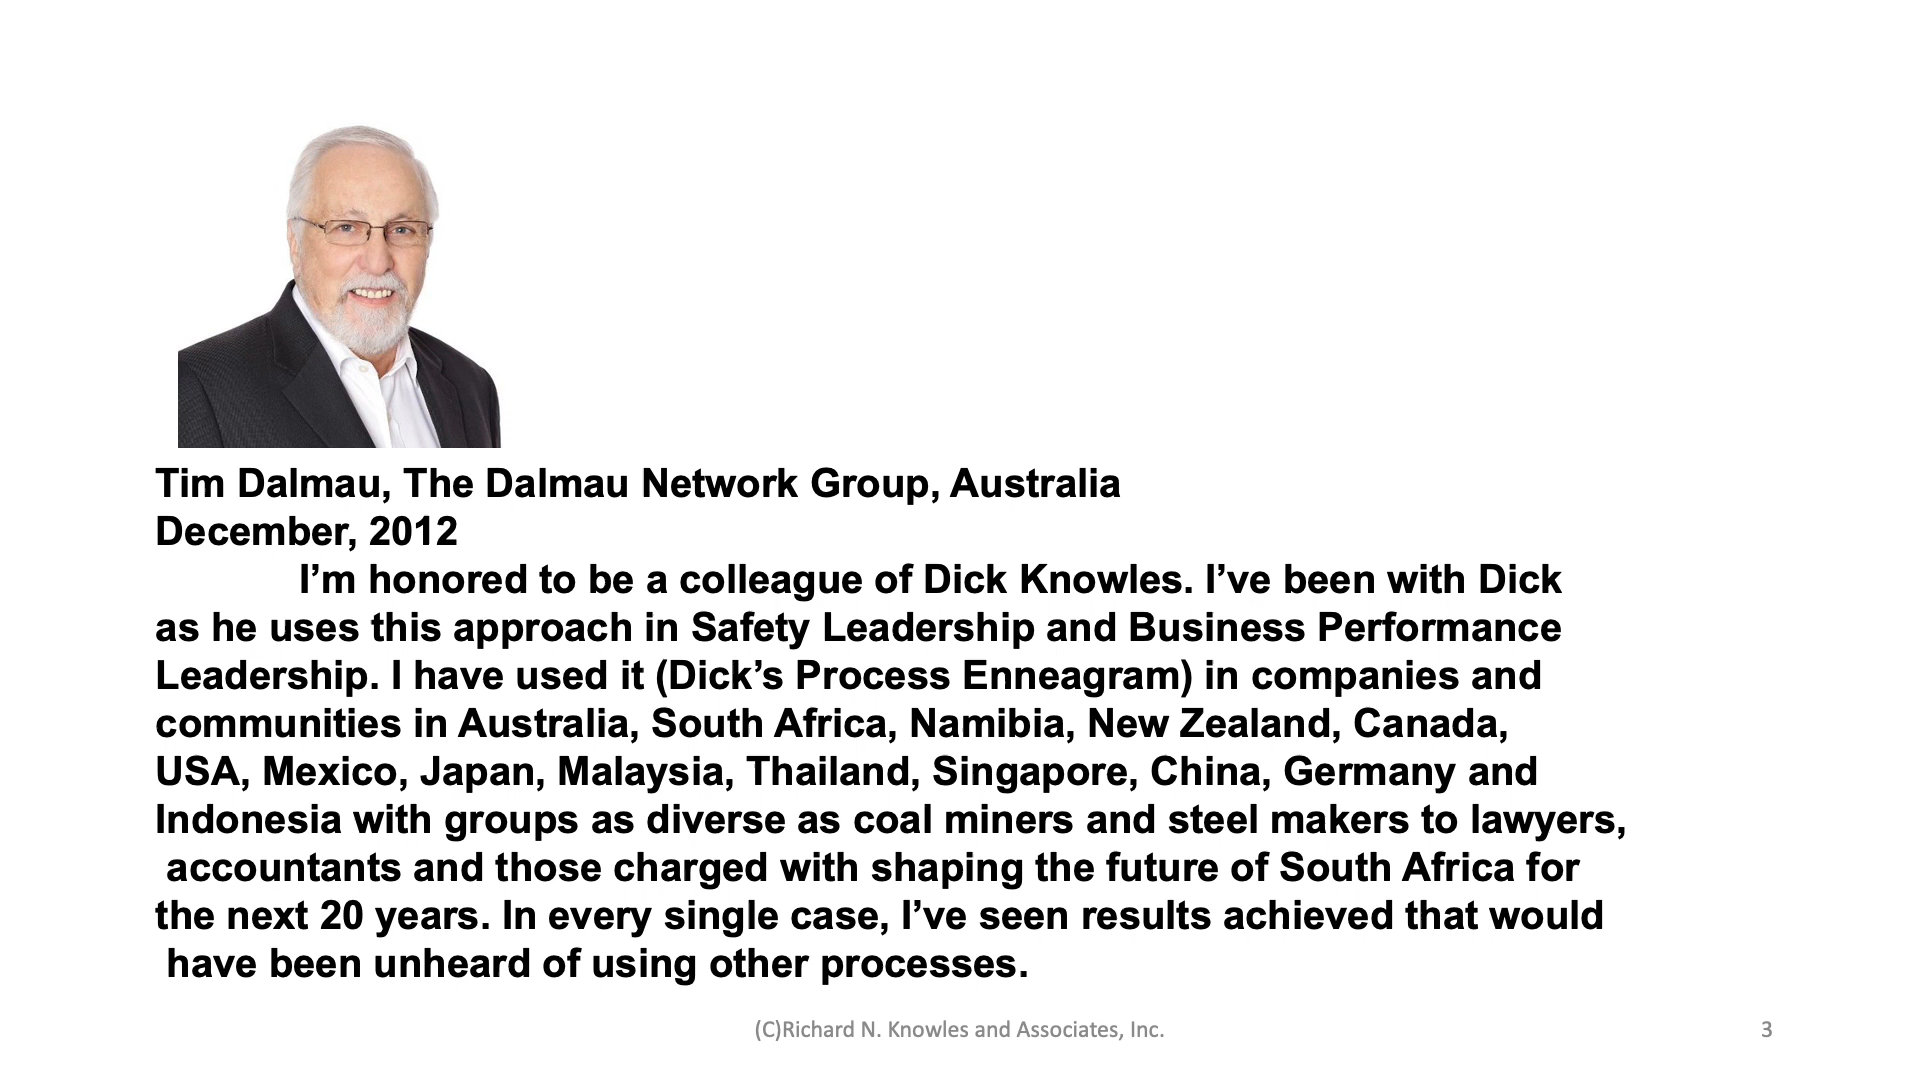 Tim Dalmau, The Dalmau Network Group, Australia
December, 2012
I’m honored to be a colleague of Dick Knowles. I’ve been with Dick
as he uses this approach in Safety Leadership and Business Performance
Leadership. I have used it (Dick’s Process Enneagram) in companies and
communities in Australia, South Africa, Namibia, New Zealand, Canada,
USA, Mexico, Japan, Malaysia, Thailand, Singapore, China, Germany and
Indonesia with groups as diverse as coal miners and steel makers to lawyers,
accountants and those charged with shaping the future of South Africa for
the next 20 years. In every single case, I’ve seen results achieved that would
have been unheard of using other processes.
(C)Richard N. Knowles and Associates, Inc.
3